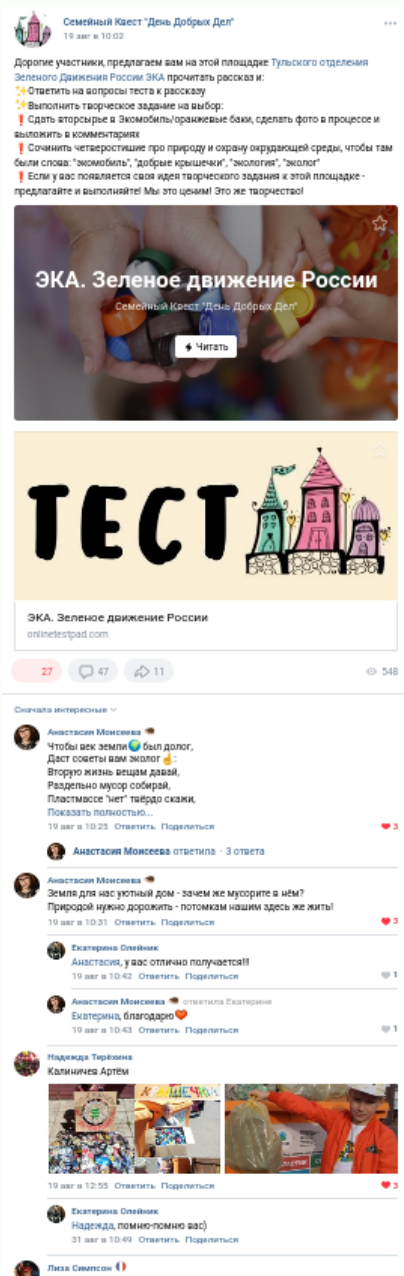 Семейный Квест "День Добрых Дел"
19 авг в 10:02
Дорогие участники, предлагаем вам на этой площадке Тульского отделения
Зеленого Движения России ЭКА прочитать рассказ и:
✨Ответить на вопросы теста к рассказу
✨Выполнить творческое задание на выбор:
❗Сдать вторсырье в Экомобиль/оранжевые баки, сделать фото в процессе и
выложить в комментариях
❗Сочинить четверостишие про природу и охрану окружающей среды, чтобы там
были слова: "экомобиль", "добрые крышечки", "экология", "эколог"
❗Если у вас появляется своя идея творческого задания к этой площадке -
предлагайте и выполняйте! Мы это ценим! Это же творчество!
ЭКА. Зеленое движение России
Семейный Квест "День Добрых Дел"
Читать
ТЕСТ
ЭКА. Зеленое движение России
onlinetestpad.com
27 47 11 548
Сначала интересные
Анастасия Моисеева
Чтобы век земли🌍 был долог,
Даст советы вам эколог☝:
Вторую жизнь вещам давай,
Раздельно мусор собирай,
Пластмассе "нет" твёрдо скажи,
Показать полностью...
19 авг в 10:25 Ответить Поделиться 3
Анастасия Моисеева ответила · 3 ответа
Анастасия Моисеева
Земля для нас уютный дом - зачем же мусорите в нём?
Природой нужно дорожить - потомкам нашим здесь же жить!
19 авг в 10:31 Ответить Поделиться 3
Екатерина Олейник
Анастасия, у вас отлично получается!!!
19 авг в 10:42 Ответить Поделиться 1
Анастасия Моисеева ответила Екатерине
Екатерина, благодарю❤
19 авг в 10:43 Ответить Поделиться 1
Надежда Терёхина
Калиничев Артём
19 авг в 12:55 Ответить Поделиться 3
Екатерина Олейник
Надежда, помню-помню вас)
31 авг в 10:49 Ответить Поделиться
Лиза Симпсон